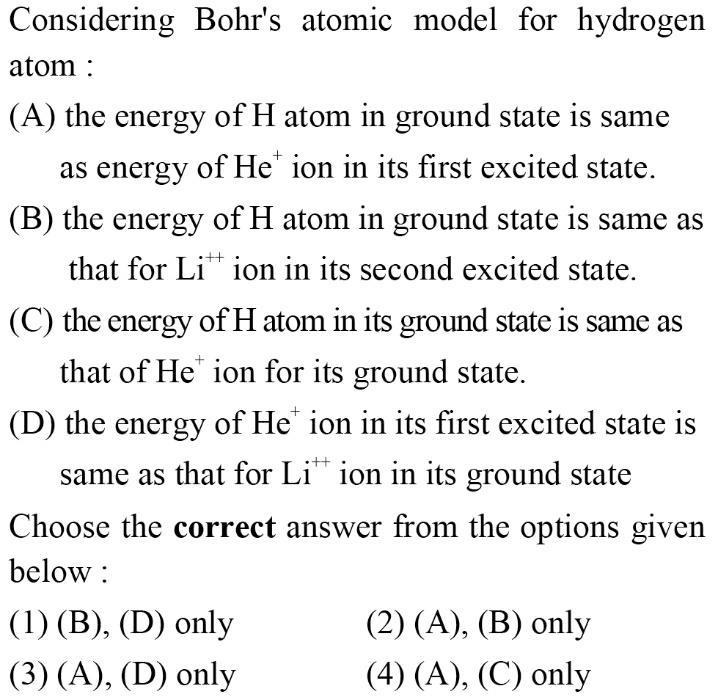 Considering Bohr's atomic model for hydrogen
atom :
(A) the energy of H atom in ground state is same
as energy of He⁺ ion in its first excited state.
(B) the energy of H atom in ground state is same as
that for Li⁺⁺ ion in its second excited state.
(C) the energy of H atom in its ground state is same as
that of He⁺ ion for its ground state.
(D) the energy of He⁺ ion in its first excited state is
same as that for Li⁺⁺ ion in its ground state
Choose the correct answer from the options given
below :
(1) (B), (D) only (2) (A), (B) only
(3) (A), (D) only (4) (A), (C) only